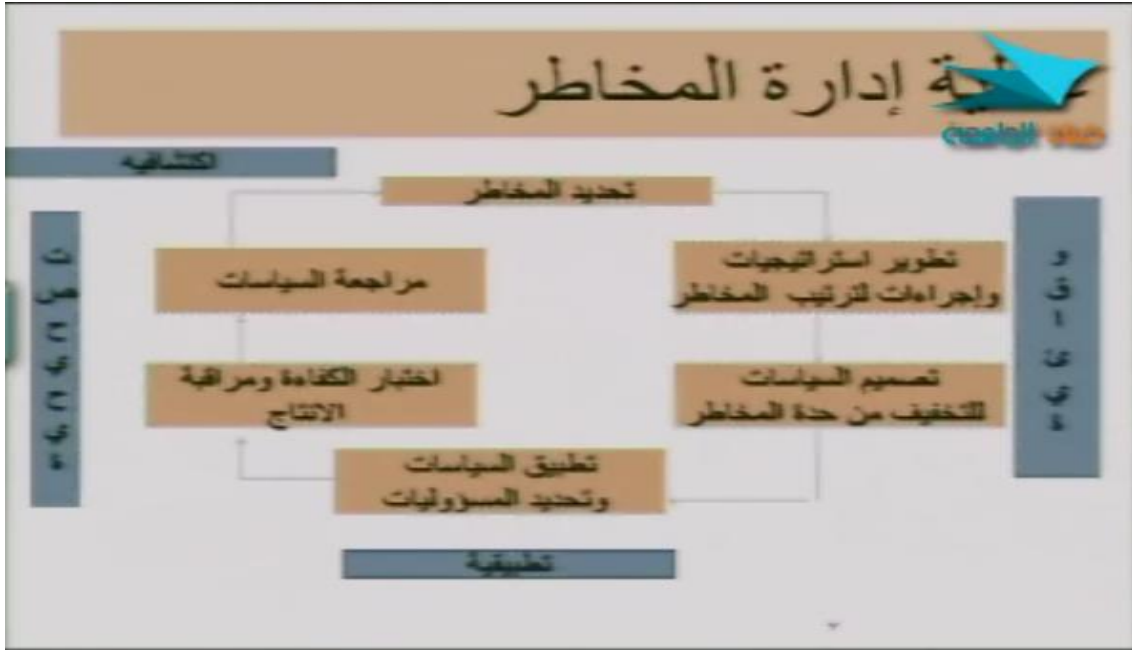 إدارة المخاطر
اكتشافيه
تحديد المخاطر
تطوير استراتيجيات
وإجراءات لترتيب المخاطر
تصميم السياسات
للتخفيف من حدة المخاطر
تطبيق السياسات
وتحديد المسؤوليات
اختبار الكفاءة ومراقبة
الانتاج
مراجعة السياسات
و
ق
ا
ئ
ي
ة
ت
ص
ح
ي
ح
ي
ة
تطبيقية